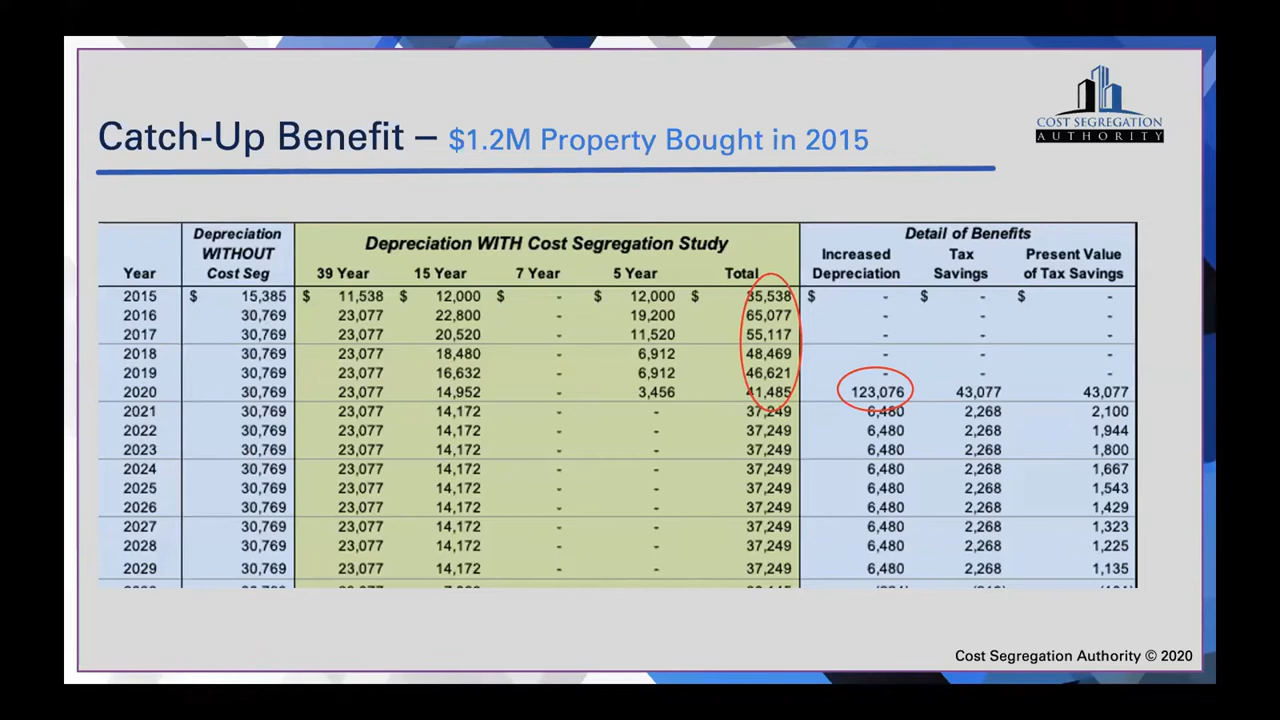 COST SEGREGATION
AUTHORITY
Catch-Up Benefit – $1.2M Property Bought in 2015
Depreciation WITHOUT Cost Seg
Depreciation WITH Cost Segregation Study
Detail of Benefits
Year 39 Year 15 Year 7 Year 5 Year Total Increased Depreciation Tax Savings Present Value of Tax Savings
2015 $ 15,385 $ 11,538 $ 12,000 $ - $ 12,000 $ 35,538 $ - $ - $ -
2016 30,769 23,077 22,800 - 19,200 65,077 - - -
2017 30,769 23,077 20,520 - 11,520 55,117 - - -
2018 30,769 23,077 18,480 - 6,912 48,469 - - -
2019 30,769 23,077 16,632 - 6,912 46,621 - - -
2020 30,769 23,077 14,952 - 3,456 41,485 123,076 43,077 43,077
2021 30,769 23,077 14,172 - - 37,249 6,480 2,268 2,100
2022 30,769 23,077 14,172 - - 37,249 6,480 2,268 1,944
2023 30,769 23,077 14,172 - - 37,249 6,480 2,268 1,800
2024 30,769 23,077 14,172 - - 37,249 6,480 2,268 1,667
2025 30,769 23,077 14,172 - - 37,249 6,480 2,268 1,543
2026 30,769 23,077 14,172 - - 37,249 6,480 2,268 1,429
2027 30,769 23,077 14,172 - - 37,249 6,480 2,268 1,323
2028 30,769 23,077 14,172 - - 37,249 6,480 2,268 1,225
2029 30,769 23,077 14,172 - - 37,249 6,480 2,268 1,135
Cost Segregation Authority © 2020